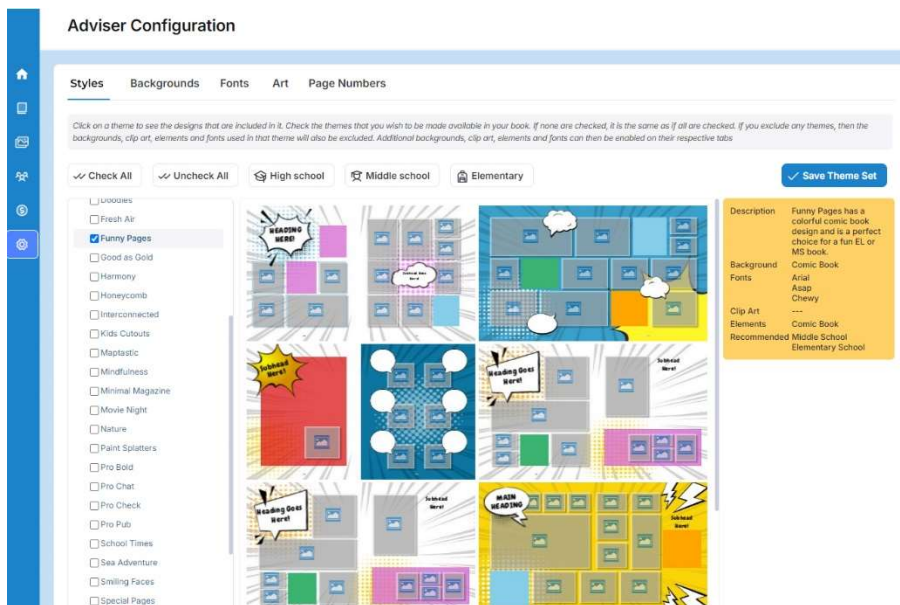 Adviser Configuration
Styles Backgrounds Fonts Art Page Numbers
Click on a theme to see the designs that are included in it. Check the themes that you wish to be made available in your book. If none are checked, it is the same as if all are checked. If you exclude any themes, then the
backgrounds, clip art, elements and fonts used in that theme will also be excluded. Additional backgrounds, clip art, elements and fonts can then be enabled on their respective tabs
Check All Uncheck All High school Middle school Elementary Save Theme Set
Doodles
Fresh Air
Funny Pages
Good as Gold
Harmony
Honeycomb
Interconnected
Kids Cutouts
Maptastic
Mindfulness
Minimal Magazine
Movie Night
Nature
Paint Splatters
Pro Bold
Pro Chat
Pro Check
Pro Pub
School Times
Sea Adventure
Smiling Faces
Special Pages
HEADING
HERE!
Subhead Goes
Here!
Subhead
Here!
Heading Goes
Here!
Subhead
Here!
Heading Goes
Here!
Subhead
Here!
MAIN
HEADING
Subhead
Here!
Description Funny Pages has a
colorful comic book
design and is a perfect
choice for a fun EL or
MS book.
Background Comic Book
Fonts Arial
Asap
Chewy
Clip Art ---
Elements Comic Book
Recommended Middle School
Elementary School